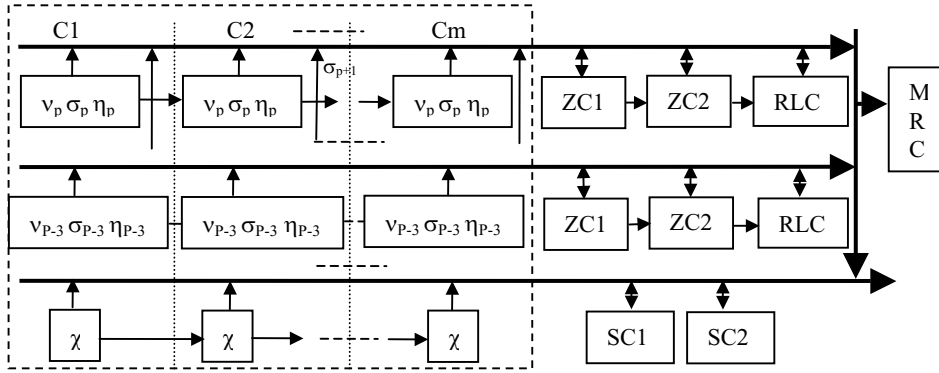 C1 C2 Cm
σp+1
νp σp ηp νp σp ηp νp σp ηp ZC1 ZC2 RLC
M
R
C
νP-3 σP-3 ηP-3 νP-3 σP-3 ηP-3 νP-3 σP-3 ηP-3 ZC1 ZC2 RLC
χ χ χ SC1 SC2